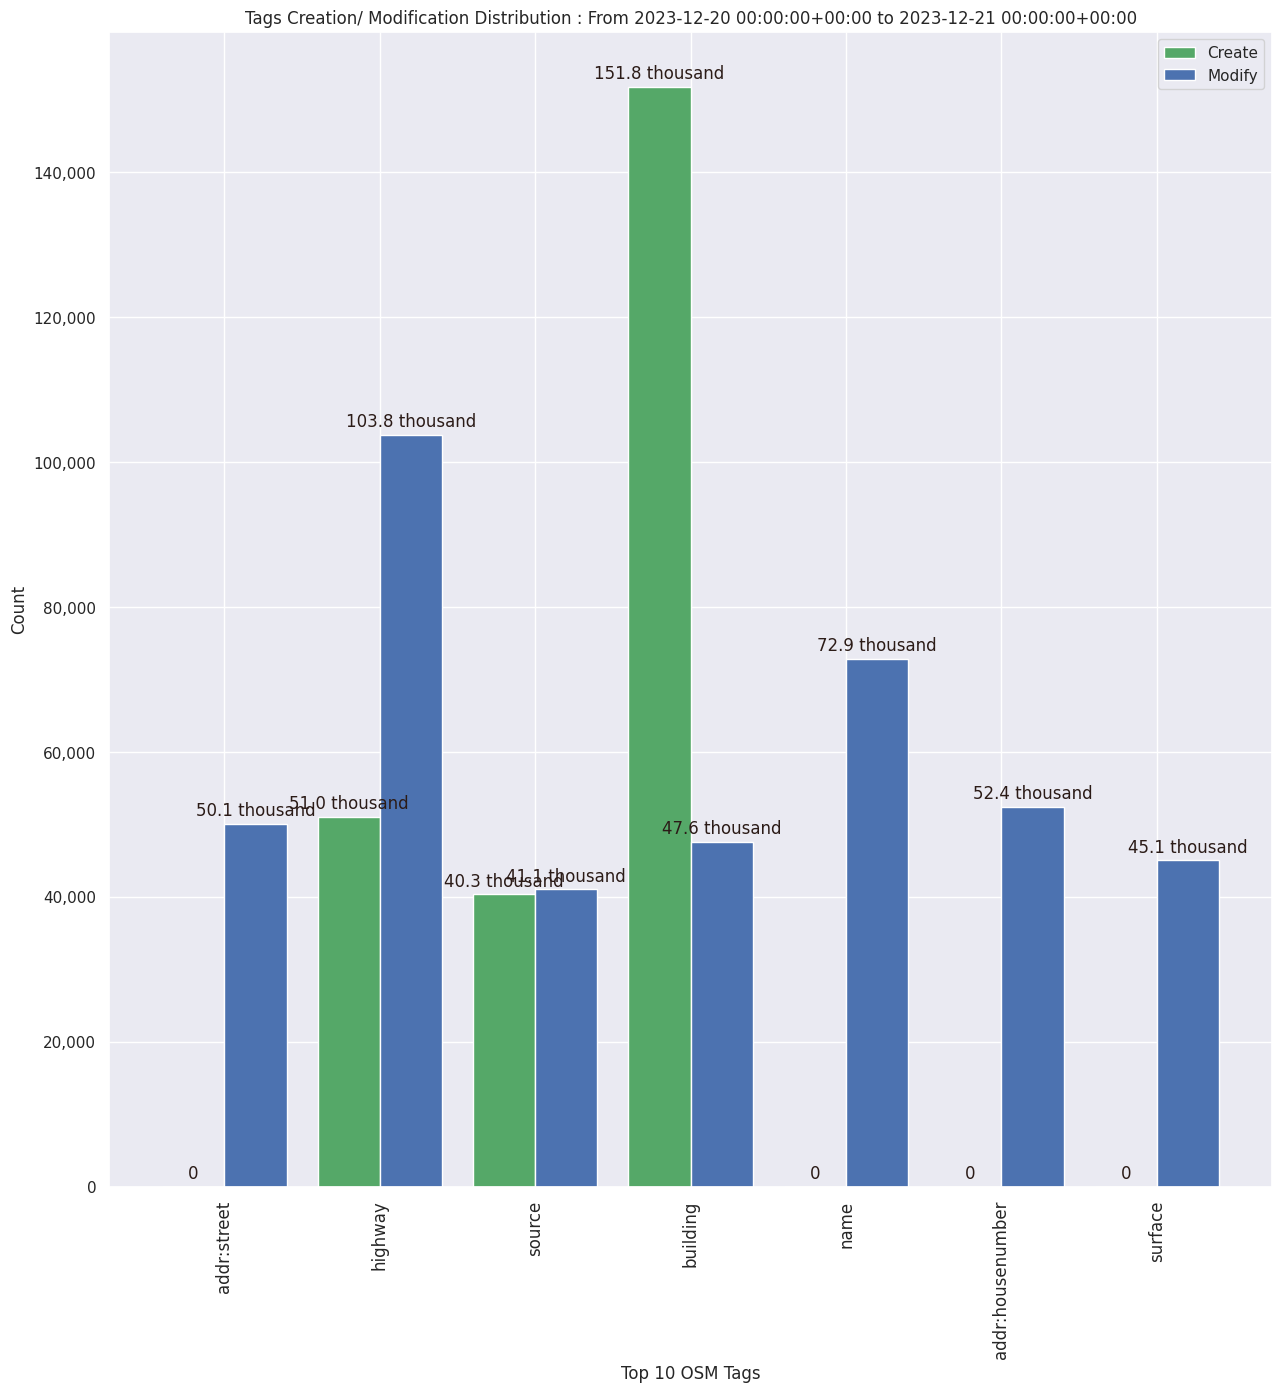 Tags Creation/ Modification Distribution : From 2023-12-20 00:00:00+00:00 to 2023-12-21 00:00:00+00:00
Create
Modify
151.8 thousand
140,000
120,000
103.8 thousand
100,000
Count
80,000
72.9 thousand
60,000
50.1 thousand
51.0 thousand
52.4 thousand
47.6 thousand
45.1 thousand
40.3 thousand
41.1 thousand
40,000
20,000
0
0
0
0
0
addr:street
highway
source
building
name
addr:housenumber
surface
Top 10 OSM Tags